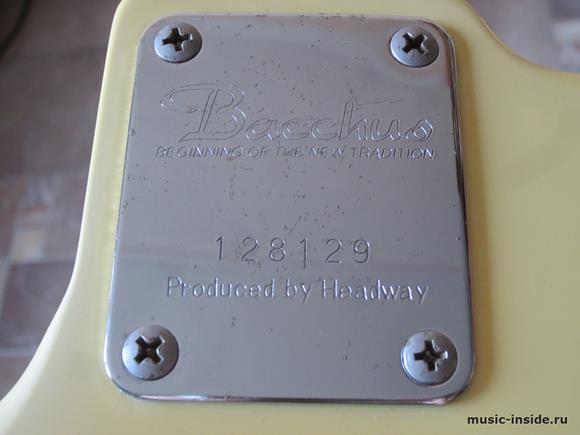 Bacchus
BEGINNING OF THE NEW TRADITION
128129
Produced by Headway
music-inside.ru